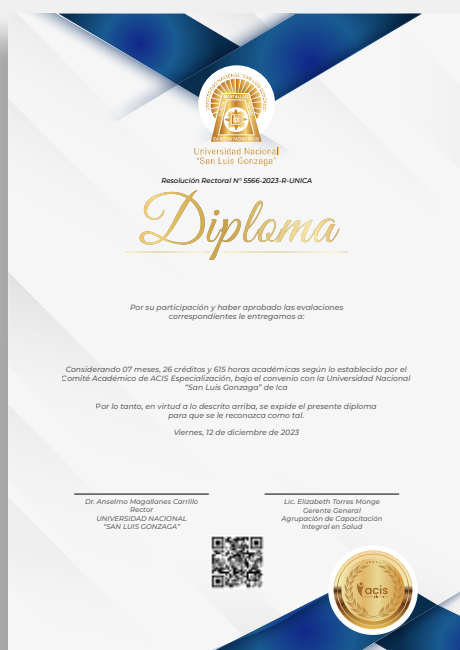 UNIVERSIDAD NACIONAL "SAN LUIS GONZAGA"
Universidad Nacional
"San Luis Gonzaga"
Resolución Rectoral N° 5566-2023-R-UNICA
Diploma
Por su participación y haber aprobado las evalaciones
correspondientes le entregamos a:
Considerando 07 meses, 26 créditos y 615 horas académicas según lo establecido por el
Comité Académico de ACIS Especialización, bajo el convenio con la Universidad Nacional
"San Luis Gonzaga" de Ica
Por lo tanto, en virtud a lo descrito arriba, se expide el presente diploma
para que se le reconozca como tal.
Viernes, 12 de diciembre de 2023
Dr. Anselmo Magallanes Carrillo
Rector
UNIVERSIDAD NACIONAL
"SAN LUIS GONZAGA"
Lic. Elizabeth Torres Monge
Gerente General
Agrupación de Capacitación
Integral en Salud
acis